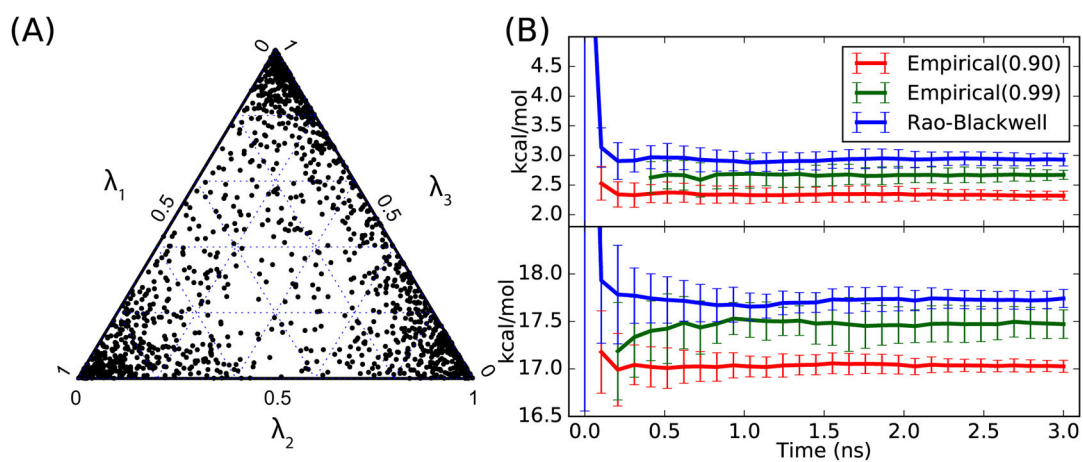 (A)
0 1
λ1 0.5 0.5 λ3
1 0
0 0.5 1
λ2
(B)
kcal/mol
4.5
4.0
3.5
3.0
2.5
2.0
Empirical(0.90)
Empirical(0.99)
Rao-Blackwell
kcal/mol
18.0
17.5
17.0
16.5
0.0 0.5 1.0 1.5 2.0 2.5 3.0
Time (ns)